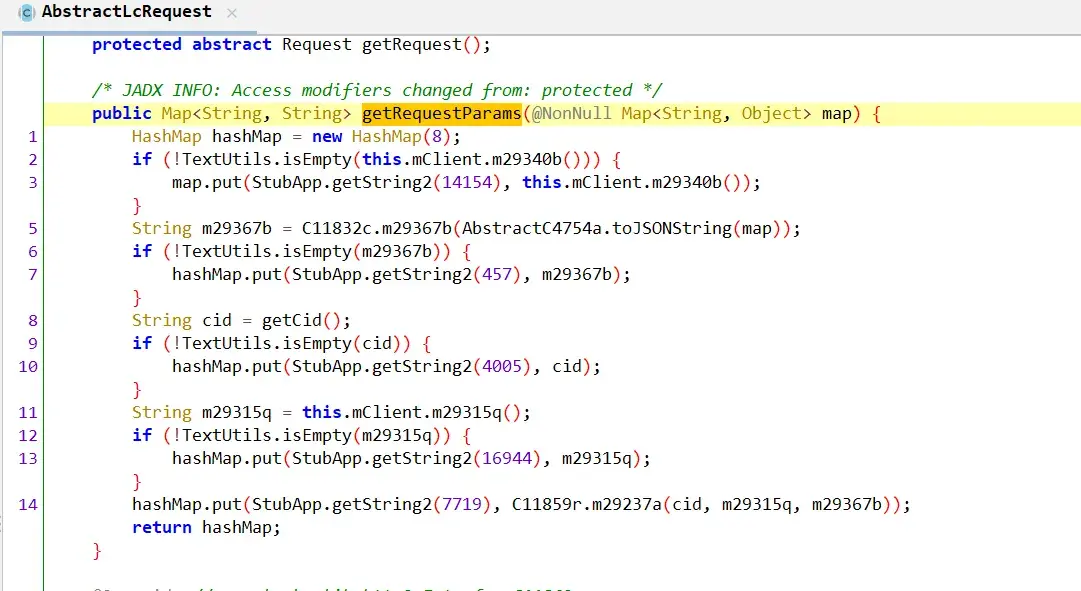 AbstractLcRequest ×
protected abstract Request getRequest();
/* JADX INFO: Access modifiers changed from: protected */
public Map<String, String> getRequestParams(@NonNull Map<String, Object> map) {
1 HashMap hashMap = new HashMap(8);
2 if (!TextUtils.isEmpty(this.mClient.m29340b())) {
3 map.put(StubApp.getString2(14154), this.mClient.m29340b());
}
5 String m29367b = C11832c.m29367b(AbstractC4754a.toJSONString(map));
6 if (!TextUtils.isEmpty(m29367b)) {
7 hashMap.put(StubApp.getString2(457), m29367b);
}
8 String cid = getCid();
9 if (!TextUtils.isEmpty(cid)) {
10 hashMap.put(StubApp.getString2(4005), cid);
}
11 String m29315q = this.mClient.m29315q();
12 if (!TextUtils.isEmpty(m29315q)) {
13 hashMap.put(StubApp.getString2(16944), m29315q);
}
14 hashMap.put(StubApp.getString2(7719), C11859r.m29237a(cid, m29315q, m29367b));
return hashMap;
}